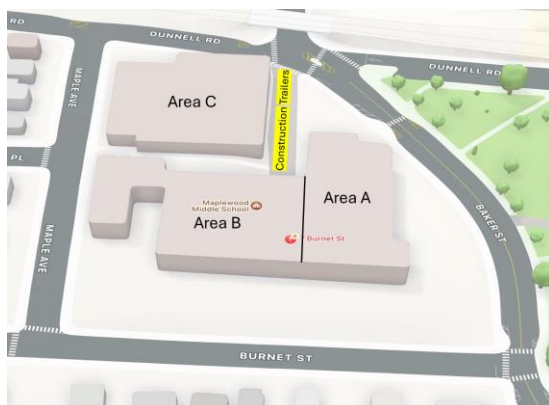 RD
DUNNELL RD
DUNNELL RD
MAPLE AVE
Area C
Construction Trailers
PL
Maplewood
Middle School
Area A
Area B
Burnet St
MAPLE AVE
BAKER ST
BURNET ST